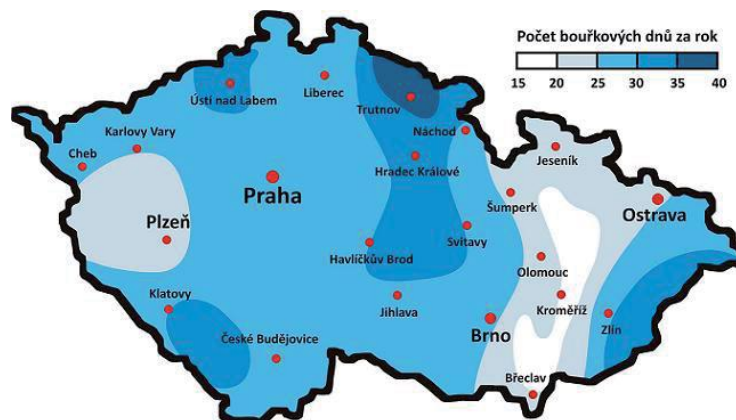 Počet bouřkových dnů za rok
15 20 25 30 35 40
Ústí nad Labem
Liberec
Trutnov
Náchod
Karlovy Vary
Cheb
Hradec Králové
Jeseník
Praha
Šumperk
Ostrava
Plzeň
Svitavy
Havlíčkův Brod
Olomouc
Klatovy
Jihlava
Kroměříž
České Budějovice
Brno
Zlín
Břeclav